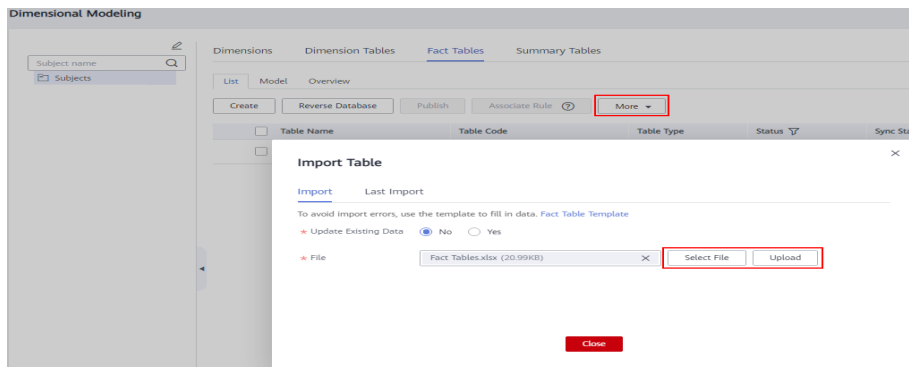 Dimensional Modeling
Subject name
Subjects
Dimensions Dimension Tables Fact Tables Summary Tables
List Model Overview
Create Reverse Database Publish Associate Rule ? More
Table Name Table Code Table Type Status Sync Sta
Import Table
Import Last Import
To avoid import errors, use the template to fill in data. Fact Table Template
* Update Existing Data No Yes
* File Fact Tables.xlsx (20.99KB) Select File Upload
Close